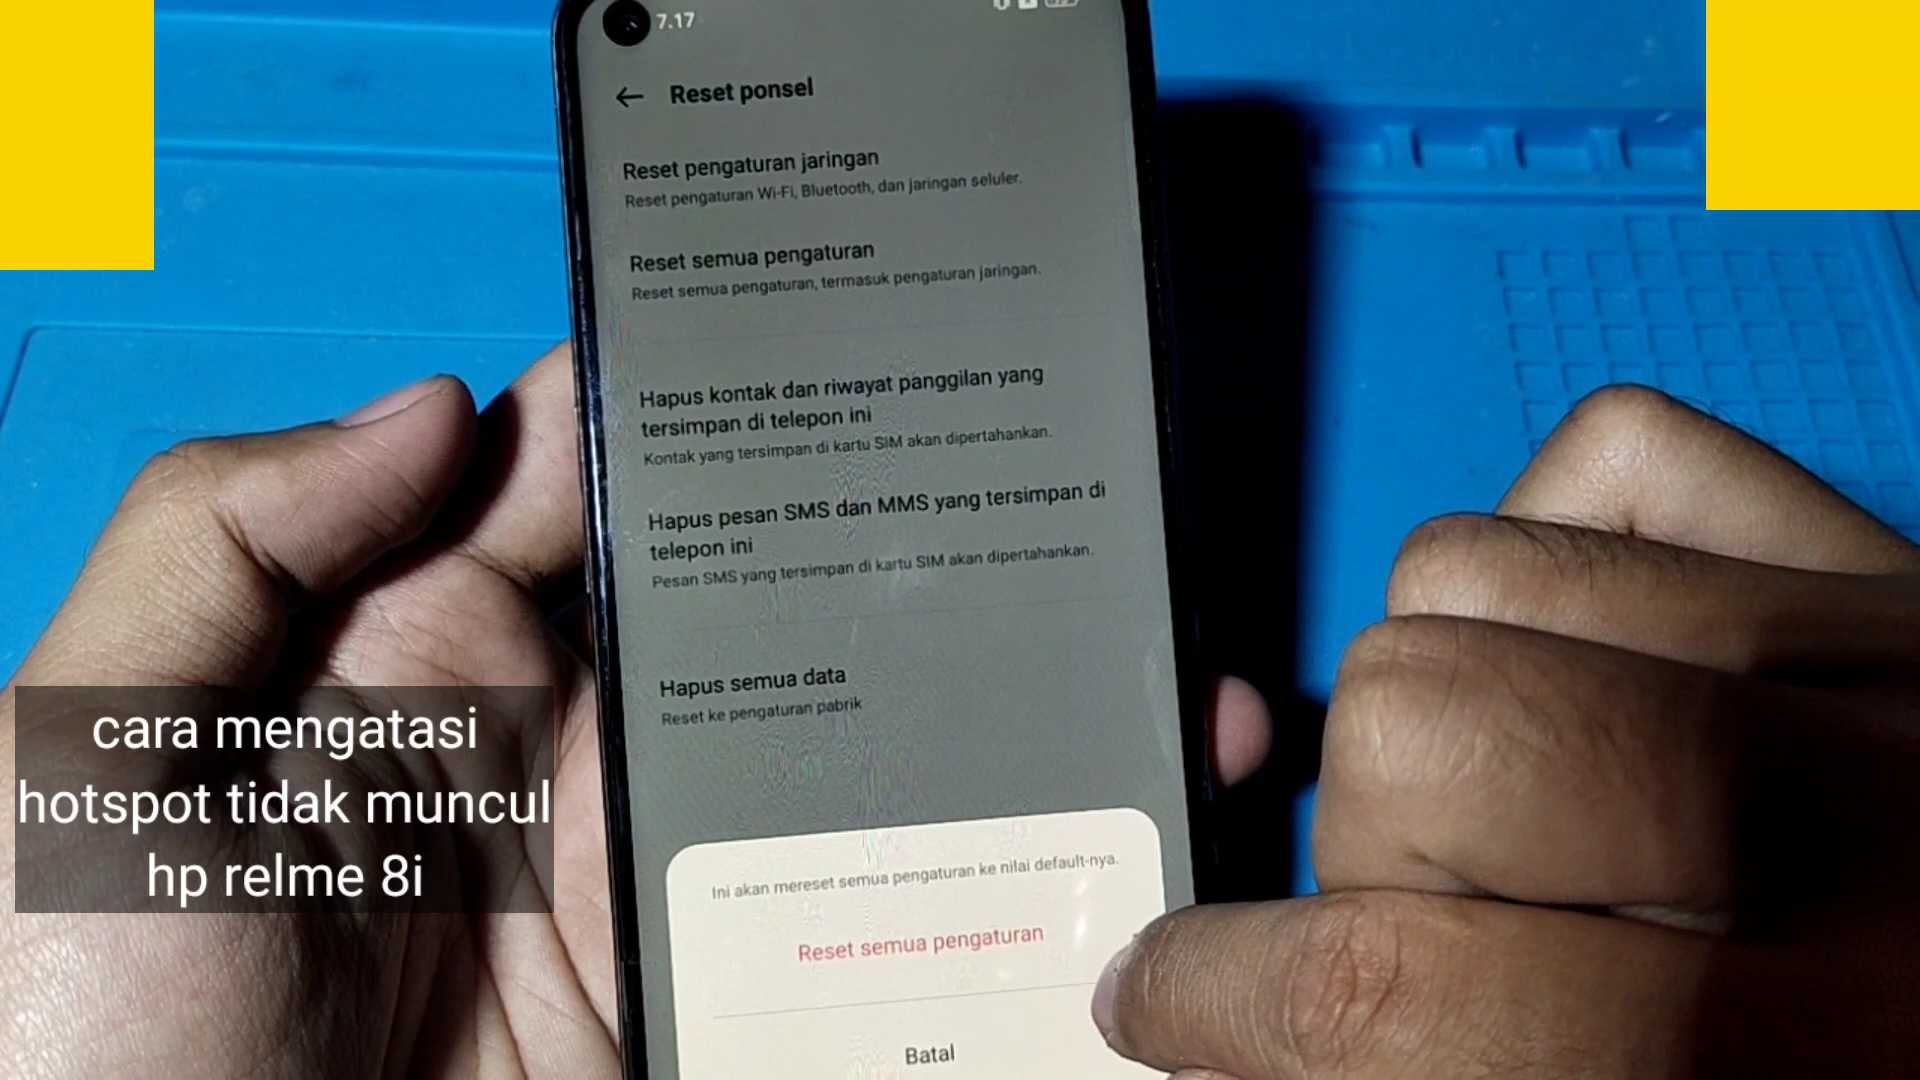 7.17
Reset ponsel
Reset pengaturan jaringan
Reset pengaturan Wi-Fi, Bluetooth, dan jaringan seluler.
Reset semua pengaturan
Reset semua pengaturan, termasuk pengaturan jaringan.
Hapus kontak dan riwayat panggilan yang
tersimpan di telepon ini
Kontak yang tersimpan di kartu SIM akan dipertahankan.
Hapus pesan SMS dan MMS yang tersimpan di
telepon ini
Pesan SMS yang tersimpan di kartu SIM akan dipertahankan.
Hapus semua data
Reset ke pengaturan pabrik
Ini akan mereset semua pengaturan ke nilai default-nya.
Reset semua pengaturan
Batal
cara mengatasi
hotspot tidak muncul
hp relme 8i